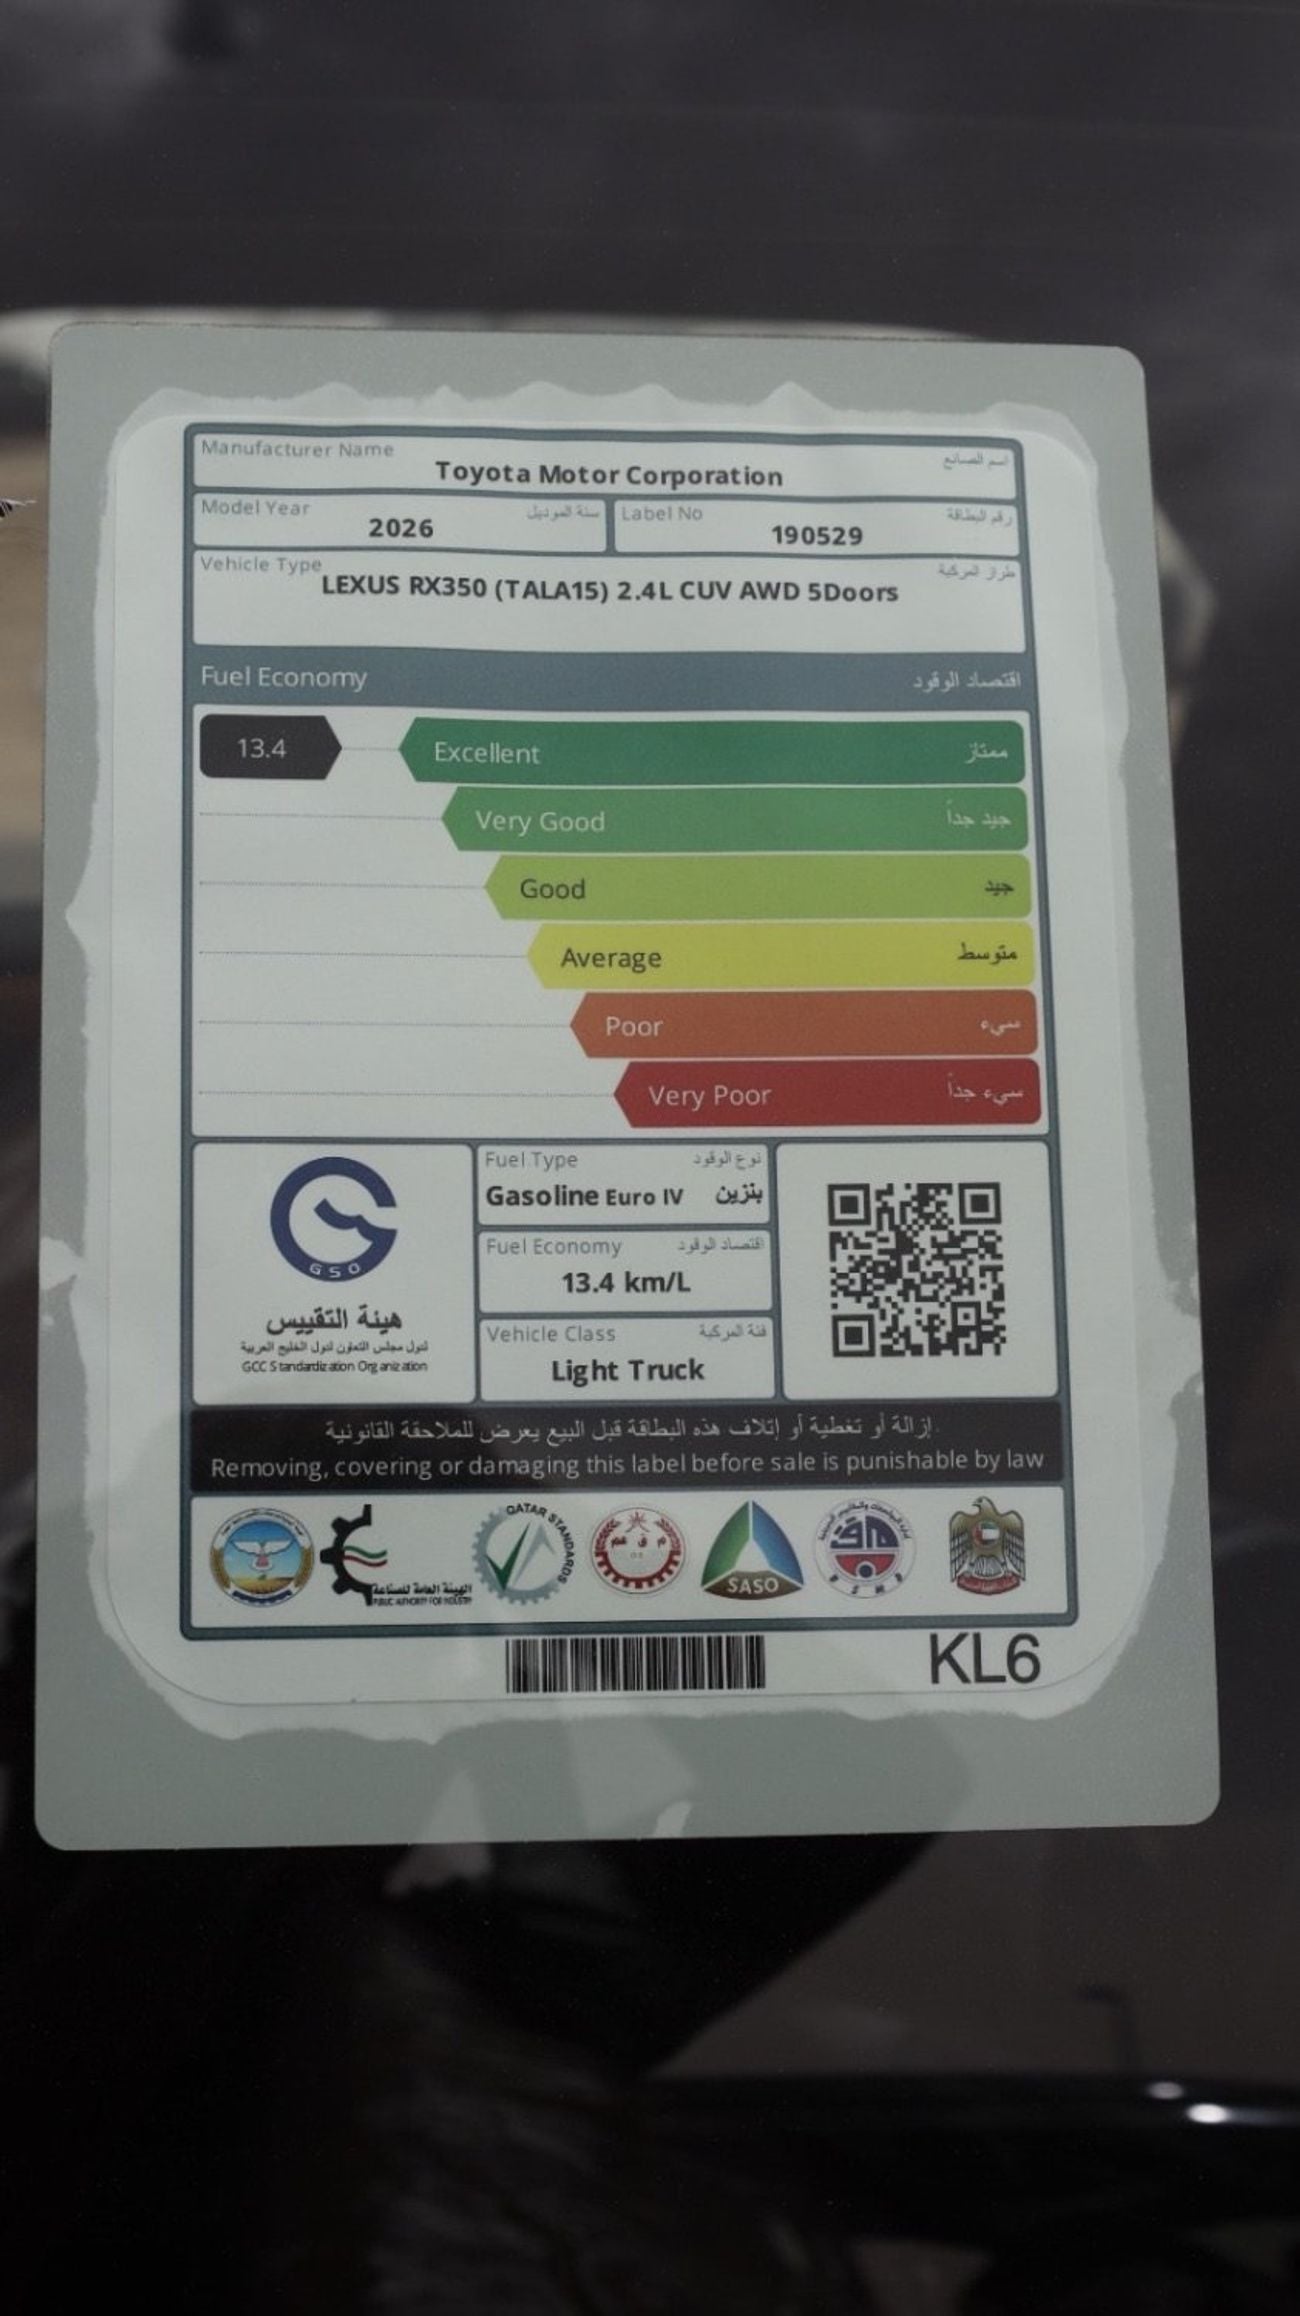 Manufacturer Name اسم الصانع
Toyota Motor Corporation
Model Year سنة الموديل
2026
Label No رقم البطاقة
190529
Vehicle Type طراز المركبة
LEXUS RX350 (TALA15) 2.4L CUV AWD 5Doors
Fuel Economy اقتصاد الوقود
13.4 Excellent ممتاز
Very Good جيد جداً
Good جيد
Average متوسط
Poor سيء
Very Poor سيء جداً
GSO
هيئة التقييس
لدول مجلس التعاون لدول الخليج العربية
GCC Standardization Organization
Fuel Type نوع الوقود
Gasoline Euro IV بنزين
Fuel Economy اقتصاد الوقود
13.4 km/L
Vehicle Class فئة المركبة
Light Truck
إزالة أو تغطية أو إتلاف هذه البطاقة قبل البيع يعرض للملاحقة القانونية.
Removing, covering or damaging this label before sale is punishable by law
الهيئة العامة للصناعة
PUBLIC AUTHORITY FOR INDUSTRY
QATAR STANDARDS
SASO
BSMD
KL6